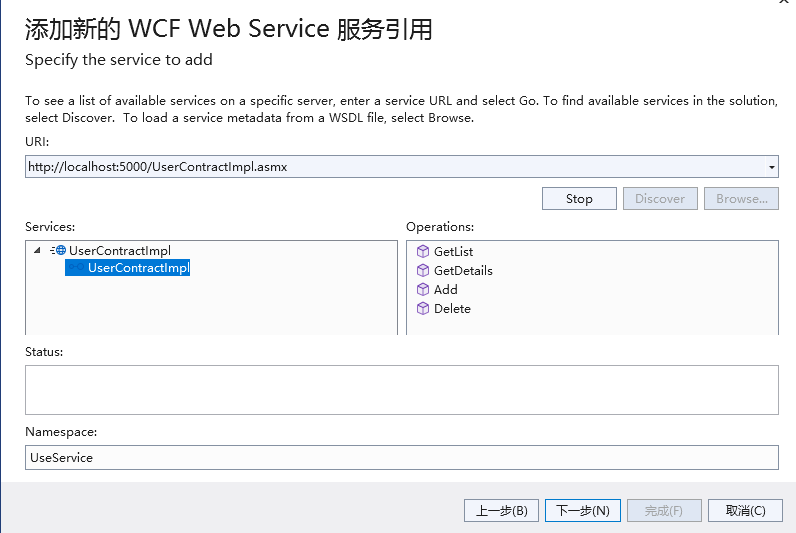 添加新的 WCF Web Service 服务引用
Specify the service to add
To see a list of available services on a specific server, enter a service URL and select Go. To find available services in the solution,
select Discover. To load a service metadata from a WSDL file, select Browse.
URI:
http://localhost:5000/UserContractImpl.asmx
Stop
Discover
Browse...
Services:
Operations:
UserContractImpl
UserContractImpl
GetList
GetDetails
Add
Delete
Status:
Namespace:
UseService
上一步(B)
下一步(N)
完成(F)
取消(C)